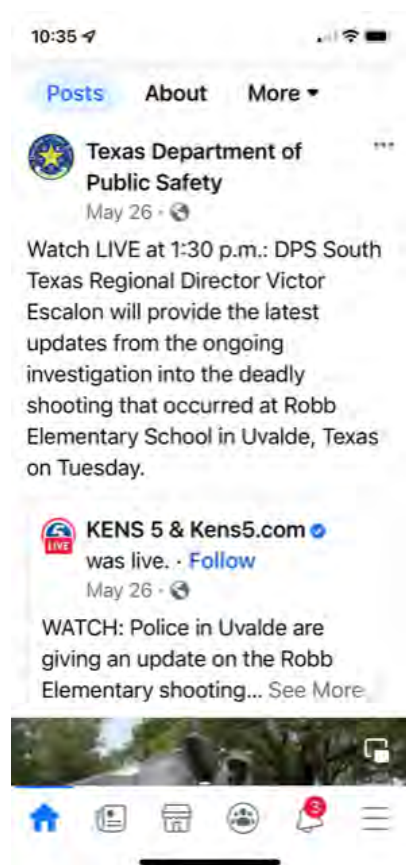 10:35
Posts About More
Texas Department of
Public Safety
May 26 ·
Watch LIVE at 1:30 p.m.: DPS South
Texas Regional Director Victor
Escalon will provide the latest
updates from the ongoing
investigation into the deadly
shooting that occurred at Robb
Elementary School in Uvalde, Texas
on Tuesday.
5
LIVE
KENS 5 & Kens5.com
was live. · Follow
May 26 ·
WATCH: Police in Uvalde are
giving an update on the Robb
Elementary shooting... See More
3